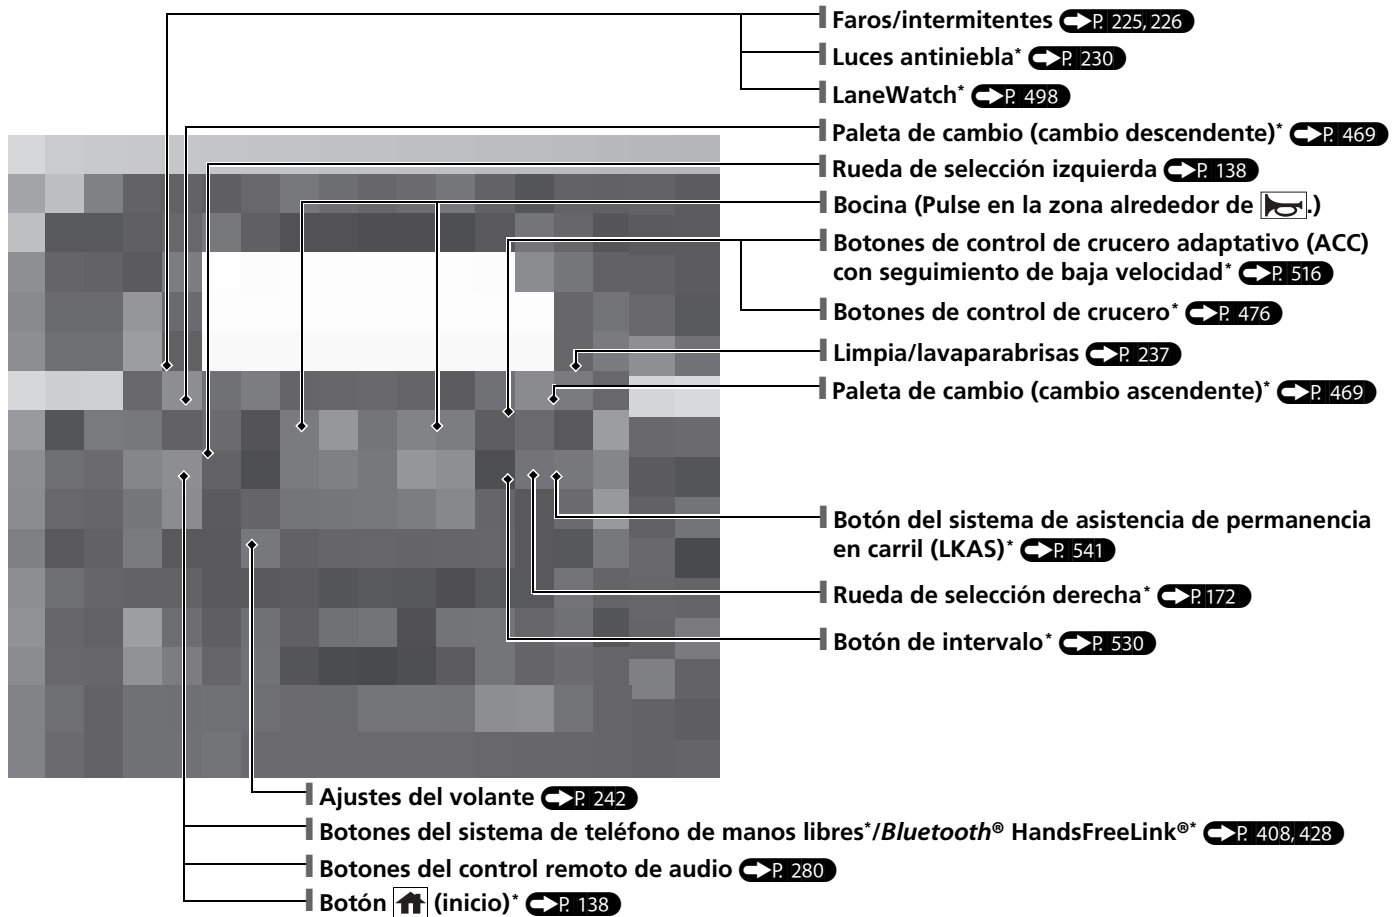 Faros/intermitentes P. 225, 226
Luces antiniebla* P. 230
LaneWatch* P. 498
Paleta de cambio (cambio descendente)* P. 469
Rueda de selección izquierda P. 138
Bocina (Pulse en la zona alrededor de .)
Botones de control de crucero adaptativo (ACC)
con seguimiento de baja velocidad* P. 516
Botones de control de crucero* P. 476
Limpia/lavaparabrisas P. 237
Paleta de cambio (cambio ascendente)* P. 469
Botón del sistema de asistencia de permanencia
en carril (LKAS)* P. 541
Rueda de selección derecha* P. 172
Botón de intervalo* P. 530
Ajustes del volante P. 242
Botones del sistema de teléfono de manos libres*/Bluetooth® HandsFreeLink®* P. 408, 428
Botones del control remoto de audio P. 280
Botón (inicio)* P. 138